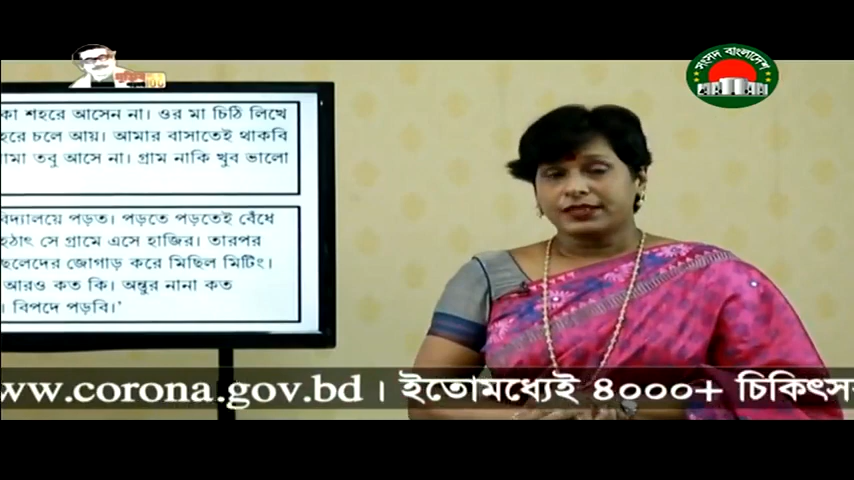 সংসদ বাংলাদেশ
কা শহরে আসেন না। ওর মা চিঠি লিখে
হরে চলে আয়। আমার বাসাতেই থাকবি
মামা তবু আসে না। গ্রাম নাকি খুব ভালো
বিদ্যালয়ে পড়ত। পড়তে পড়তেই বেঁধে
হঠাৎ সে গ্রামে এসে হাজির। তারপর
ছেলেদের জোগাড় করে মিছিল মিটিং।
আরও কত কি। অন্তুর নানা কত
। বিপদে পড়বি।’
www.corona.gov.bd । ইতোমধ্যেই ৪০০০+ চিকিৎস